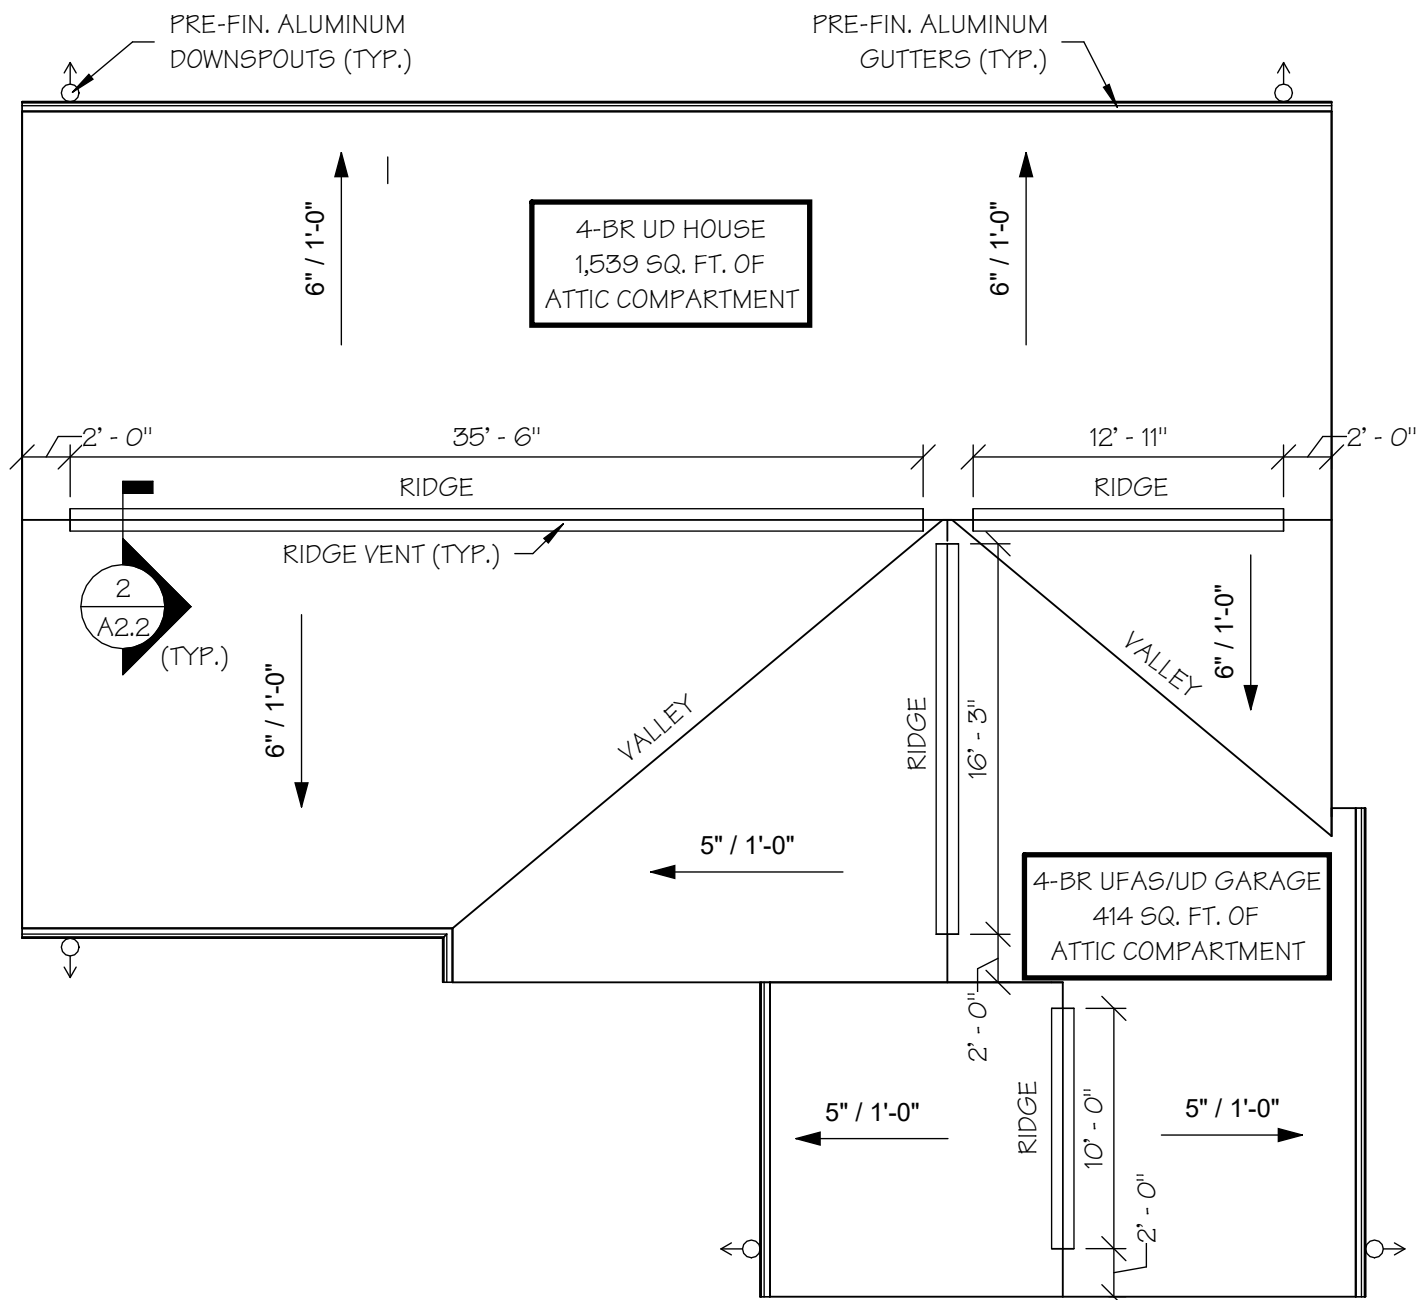 PRE-FIN. ALUMINUM
DOWNSPOUTS (TYP.)
PRE-FIN. ALUMINUM
GUTTERS (TYP.)
6" / 1'-0"
4-BR UD HOUSE
1,539 SQ. FT. OF
ATTIC COMPARTMENT
6" / 1'-0"
2' - 0"
35' - 6"
12' - 11"
2' - 0"
RIDGE
RIDGE
RIDGE VENT (TYP.)
2
A2.2
(TYP.)
6" / 1'-0"
VALLEY
RIDGE
16' - 3"
VALLEY
6" / 1'-0"
5" / 1'-0"
4-BR UFAS/UD GARAGE
414 SQ. FT. OF
ATTIC COMPARTMENT
2' - 0"
5" / 1'-0"
RIDGE
10' - 0"
5" / 1'-0"
2' - 0"